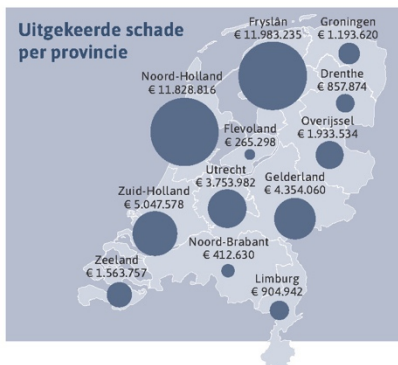 Uitgekeerde schade
per provincie
Fryslân
€ 11.983.235
Groningen
€ 1.193.620
Noord-Holland
€ 11.828.816
Drenthe
€ 857.874
Flevoland
€ 265.298
Overijssel
€ 1.933.534
Utrecht
€ 3.753.982
Gelderland
€ 4.354.060
Zuid-Holland
€ 5.047.578
Noord-Brabant
€ 412.630
Zeeland
€ 1.563.757
Limburg
€ 904.942